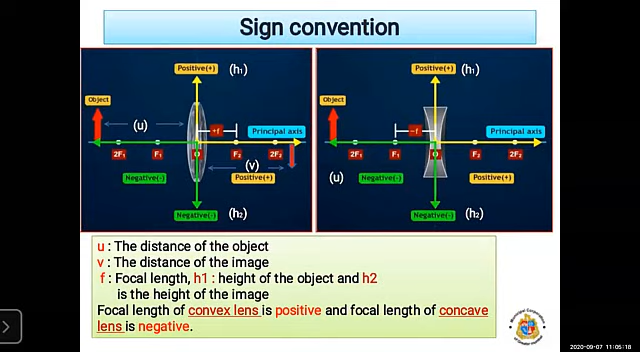 Sign convention
Positive(+) (h1)
Object
(u)
+f
Principal axis
2F1 F1 O F2 2F2
(v)
Negative(-) Positive(+)
Negative(-) (h2)
Positive(+) (h1)
Object
-f
Principal axis
2F1 F1 O F2 2F2
(u) Negative(-) Positive(+)
Negative(-) (h2)
u : The distance of the object
v : The distance of the image
f : Focal length, h1 : height of the object and h2
is the height of the image
Focal length of convex lens is positive and focal length of concave
lens is negative.
2020-09-07 11:05:18